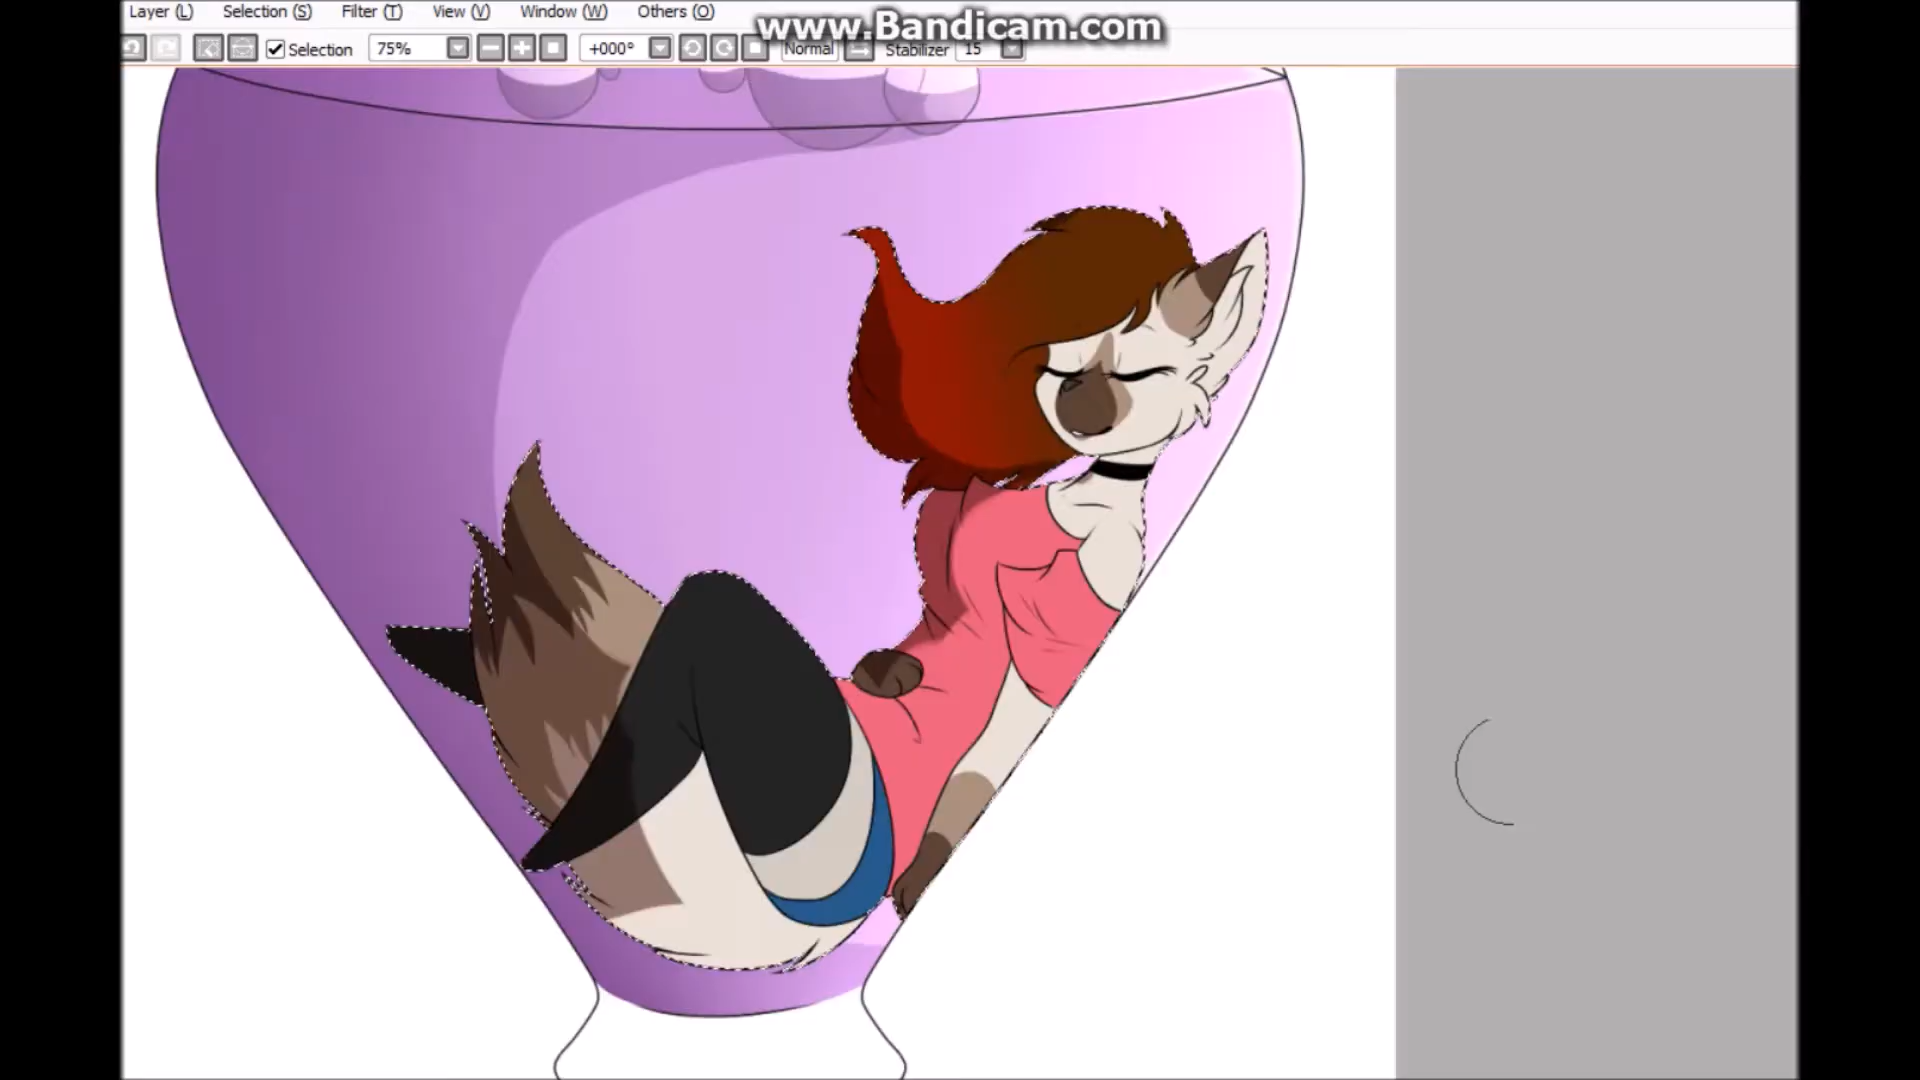 Layer (L) Selection (S) Filter (T) View (V) Window (W) Others (O)
www.Bandicam.com
Selection 75% +000° Normal Stabilizer 15